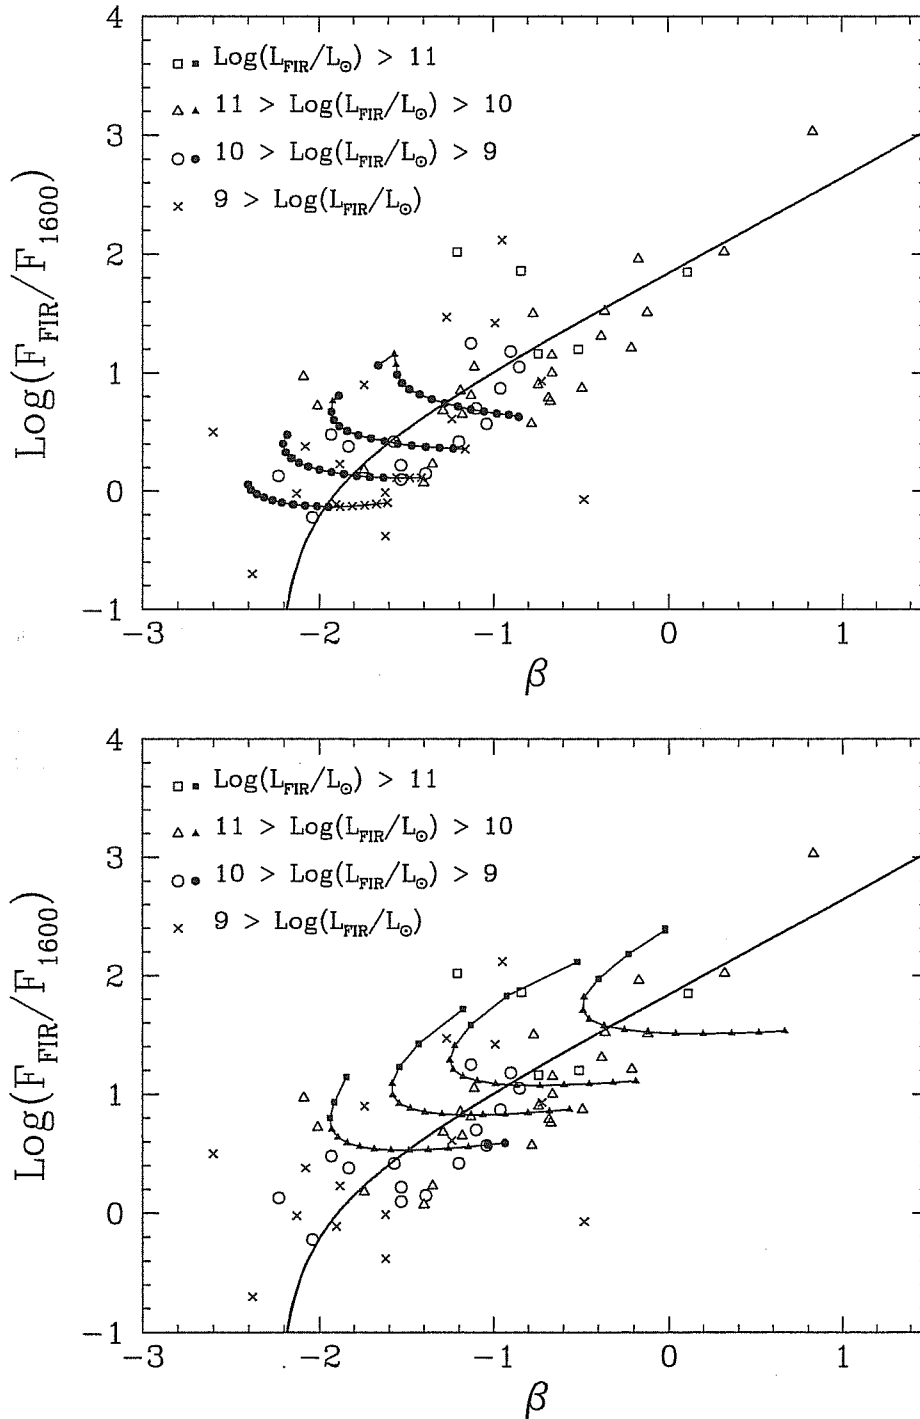 4
□ ▪ Log(L_FIR/L_⊙) > 11
△ ▴ 11 > Log(L_FIR/L_⊙) > 10
3
○ ● 10 > Log(L_FIR/L_⊙) > 9
× 9 > Log(L_FIR/L_⊙)
2
Log(F_FIR/F_1600)
1
0
−1
−3 −2 −1 0 1
β
4
□ ▪ Log(L_FIR/L_⊙) > 11
△ ▴ 11 > Log(L_FIR/L_⊙) > 10
3
○ ● 10 > Log(L_FIR/L_⊙) > 9
× 9 > Log(L_FIR/L_⊙)
2
Log(F_FIR/F_1600)
1
0
−1
−3 −2 −1 0 1
β